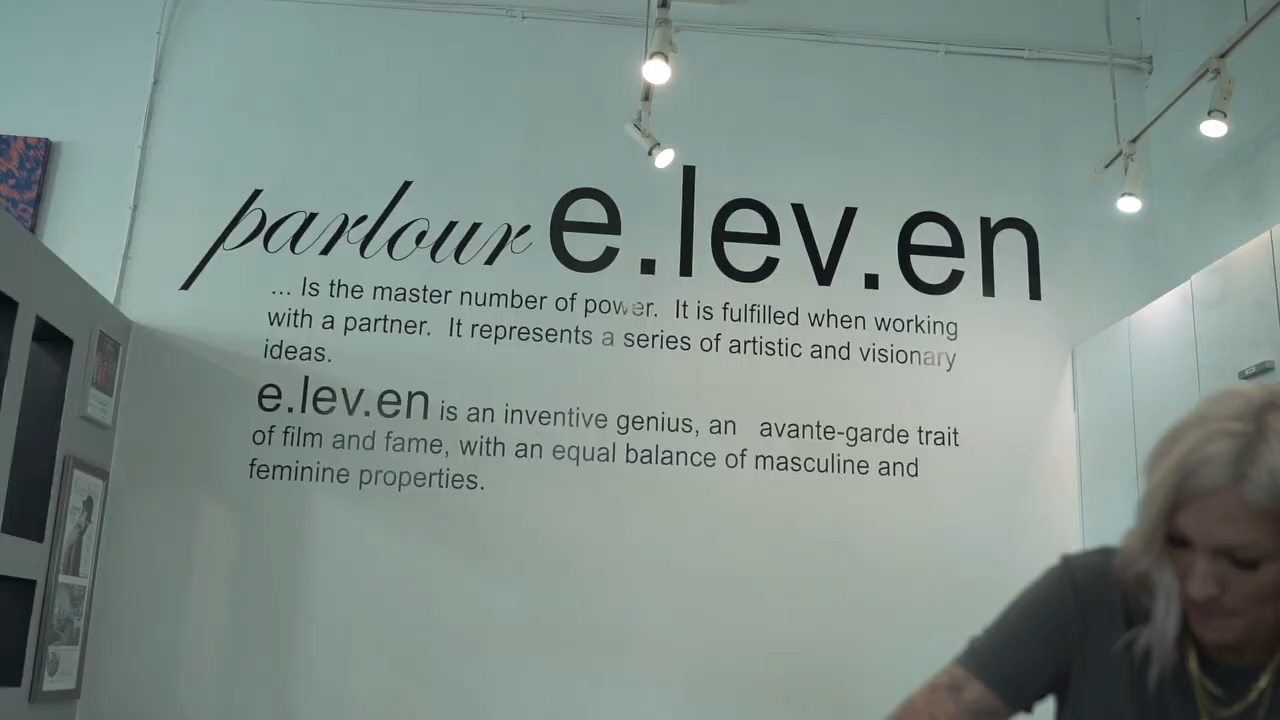 parlour e.lev.en
... Is the master number of power.  It is fulfilled when working
with a partner.  It represents a series of artistic and visionary
ideas.
e.lev.en is an inventive genius, an   avante-garde trait
of film and fame, with an equal balance of masculine and
feminine properties.